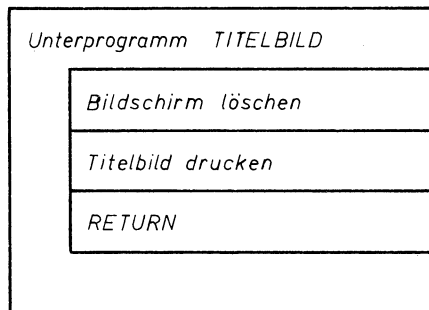 Unterprogramm TITELBILD
Bildschirm löschen
Titelbild drucken
RETURN